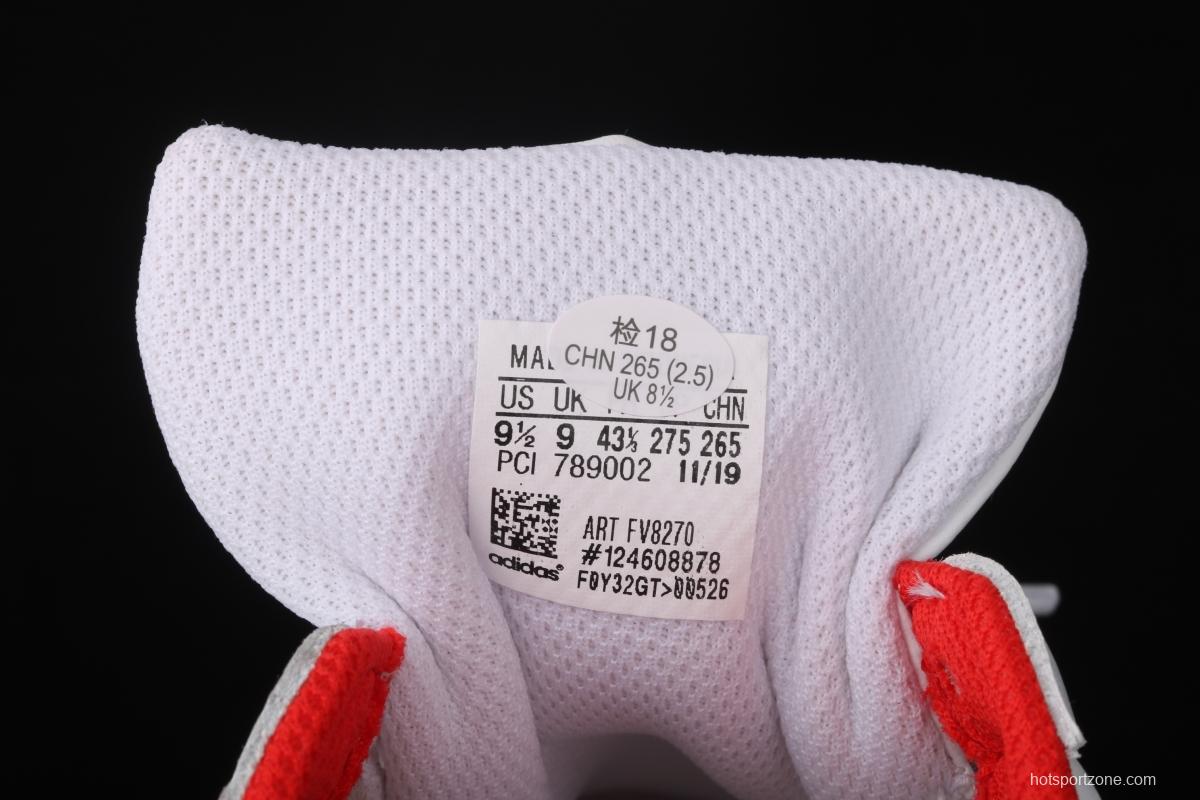 检18
CHN 265 (2.5)
UK 8½
US UK CHN
9½ 9 43⅓ 275 265
PCI 789002 11/19
ART FV8270
#124608878
adidas®
F0Y32GT>00526
hotsportzone.com